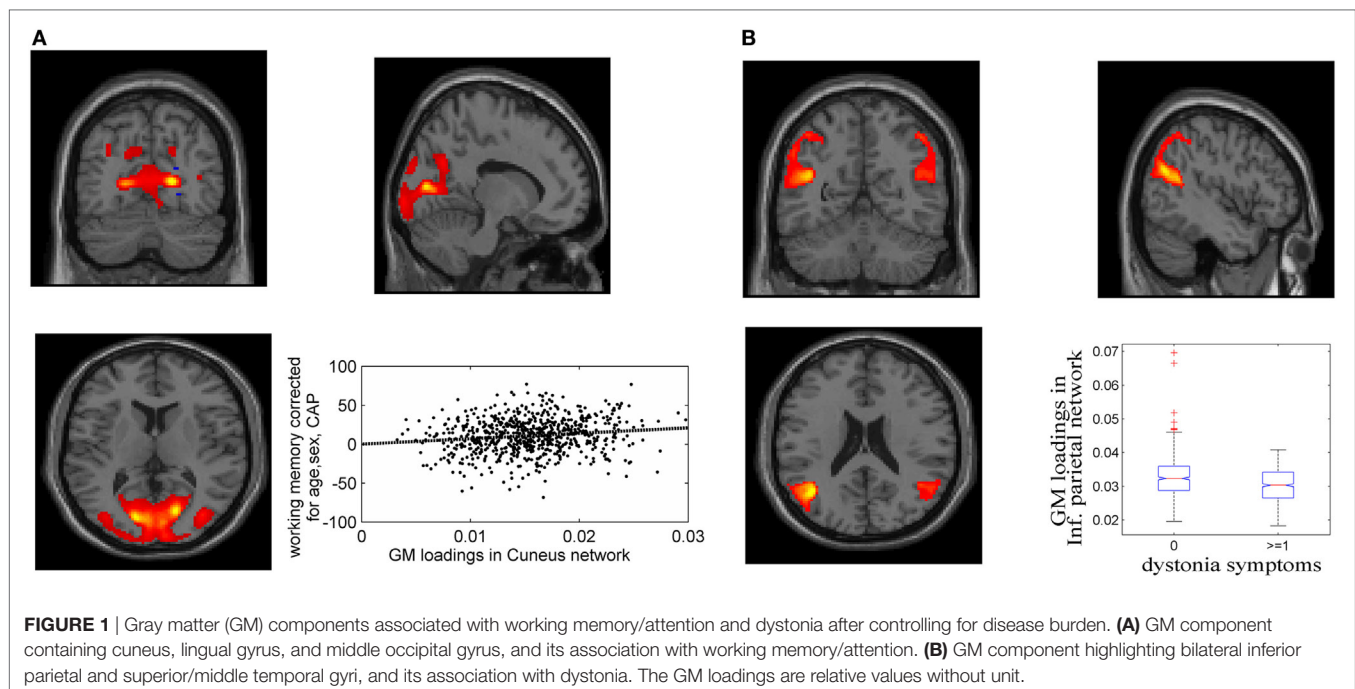 A
B
100
50
0
-50
-100
working memory corrected
for age,sex, CAP
0
0.01
0.02
0.03
GM loadings in Cuneus network
0.07
0.06
0.05
0.04
0.03
0.02
GM loadings in
Inf. parietal network
0
>=1
dystonia symptoms
FIGURE 1 | Gray matter (GM) components associated with working memory/attention and dystonia after controlling for disease burden. (A) GM component
containing cuneus, lingual gyrus, and middle occipital gyrus, and its association with working memory/attention. (B) GM component highlighting bilateral inferior
parietal and superior/middle temporal gyri, and its association with dystonia. The GM loadings are relative values without unit.